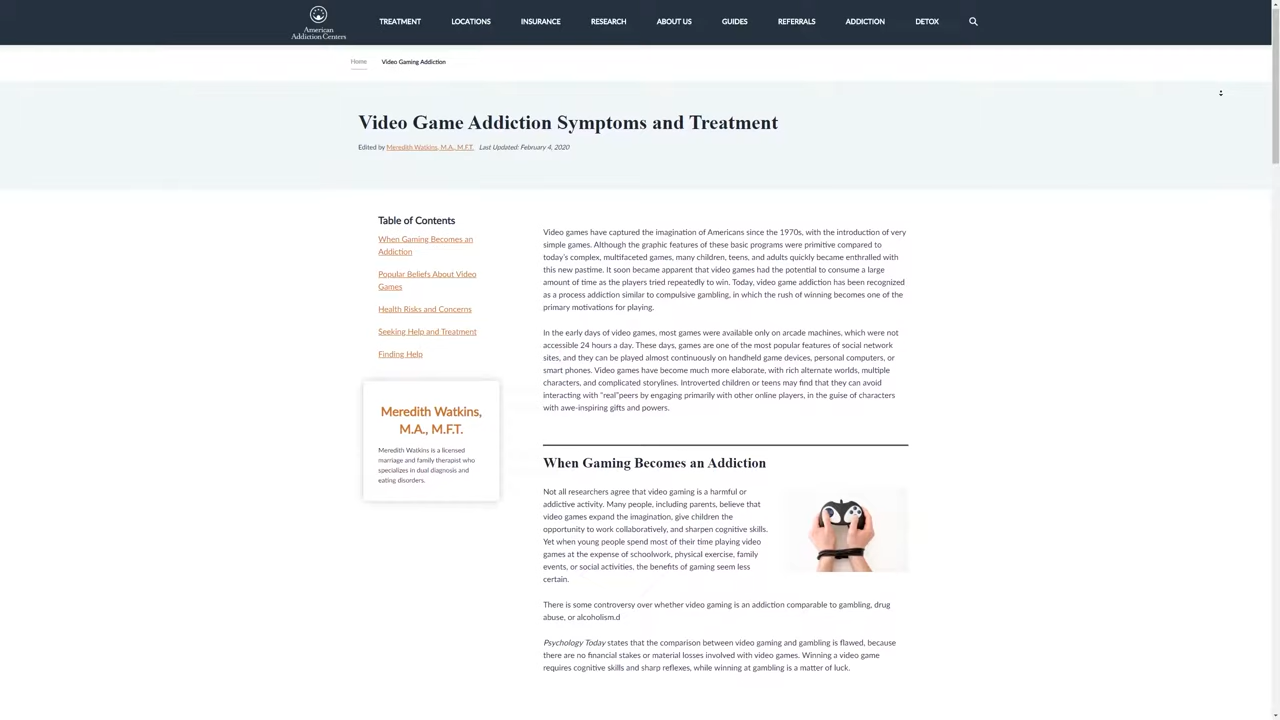 American
Addiction Centers
TREATMENT LOCATIONS INSURANCE RESEARCH ABOUT US GUIDES REFERRALS ADDICTION DETOX
Home Video Gaming Addiction
Video Game Addiction Symptoms and Treatment
Edited by Meredith Watkins, M.A., M.F.T. Last Updated: February 4, 2020
Table of Contents
When Gaming Becomes an
Addiction
Popular Beliefs About Video
Games
Health Risks and Concerns
Seeking Help and Treatment
Finding Help
Meredith Watkins,
M.A., M.F.T.
Meredith Watkins is a licensed
marriage and family therapist who
specializes in dual diagnosis and
eating disorders.
Video games have captured the imagination of Americans since the 1970s, with the introduction of very
simple games. Although the graphic features of these basic programs were primitive compared to
today's complex, multifaceted games, many children, teens, and adults quickly became enthralled with
this new pastime. It soon became apparent that video games had the potential to consume a large
amount of time as the players tried repeatedly to win. Today, video game addiction has been recognized
as a process addiction similar to compulsive gambling, in which the rush of winning becomes one of the
primary motivations for playing.
In the early days of video games, most games were available only on arcade machines, which were not
accessible 24 hours a day. These days, games are one of the most popular features of social network
sites, and they can be played almost continuously on handheld game devices, personal computers, or
smart phones. Video games have become much more elaborate, with rich alternate worlds, multiple
characters, and complicated storylines. Introverted children or teens may find that they can avoid
interacting with "real"peers by engaging primarily with other online players, in the guise of characters
with awe-inspiring gifts and powers.
When Gaming Becomes an Addiction
Not all researchers agree that video gaming is a harmful or
addictive activity. Many people, including parents, believe that
video games expand the imagination, give children the
opportunity to work collaboratively, and sharpen cognitive skills.
Yet when young people spend most of their time playing video
games at the expense of schoolwork, physical exercise, family
events, or social activities, the benefits of gaming seem less
certain.
There is some controversy over whether video gaming is an addiction comparable to gambling, drug
abuse, or alcoholism.d
Psychology Today states that the comparison between video gaming and gambling is flawed, because
there are no financial stakes or material losses involved with video games. Winning a video game
requires cognitive skills and sharp reflexes, while winning at gambling is a matter of luck.